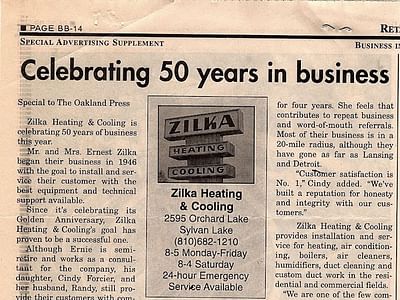 PAGE BB-14
RET
SPECIAL ADVERTISING SUPPLEMENT
BUSINESS IN
Celebrating 50 years in business
Special to The Oakland Press
Zilka Heating & Cooling is
celebrating 50 years of business
this year.
Mr. and Mrs. Ernest Zilka
began their business in 1946
with the goal to install and serv-
ice their customer with the
best equipment and technical
support available.
Since it's celebrating its
Golden Anniversary, Zilka
Heating & Cooling's goal has
proven to be a successful one.
Although Ernie is semi-
retire and works as a consul-
tant for the company, his
daughter, Cindy Forcier, and
her husband, Randy, still pro-
vide their customers with com-
ZILKA
HEATING
COOLING
Zilka Heating
& Cooling
2595 Orchard Lake
Sylvan Lake
(810)682-1210
8-5 Monday-Friday
8-4 Saturday
24-hour Emergency
Service Available
for four years. She feels that
contributes to repeat business
and word-of-mouth referrals.
Most of their business is in a
20-mile radius, although they
have gone as far as Lansing
and Detroit.
"Customer satisfaction is
No. 1," Cindy added. "We've
built a reputation for honesty
and integrity with our cus-
tomers."
Zilka Heating & Cooling
provides installation and serv-
ice for heating, air condition-
ing, boilers, air cleaners,
humidifiers, duct cleaning and
custom duct work in the resi-
dential and commercial fields.
"We are one of the few com-